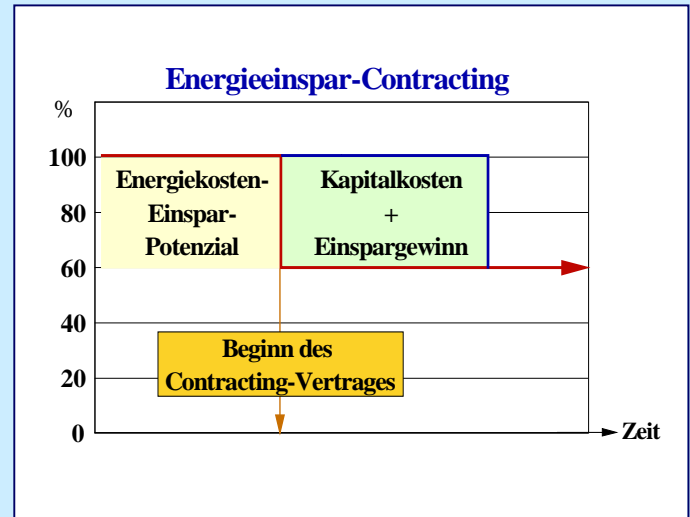 Energieeinspar-Contracting
%
100
80
60
40
20
0
Energiekosten-
Einspar-
Potenzial
Kapitalkosten
+
Einspargewinn
Beginn des
Contracting-Vertrages
Zeit